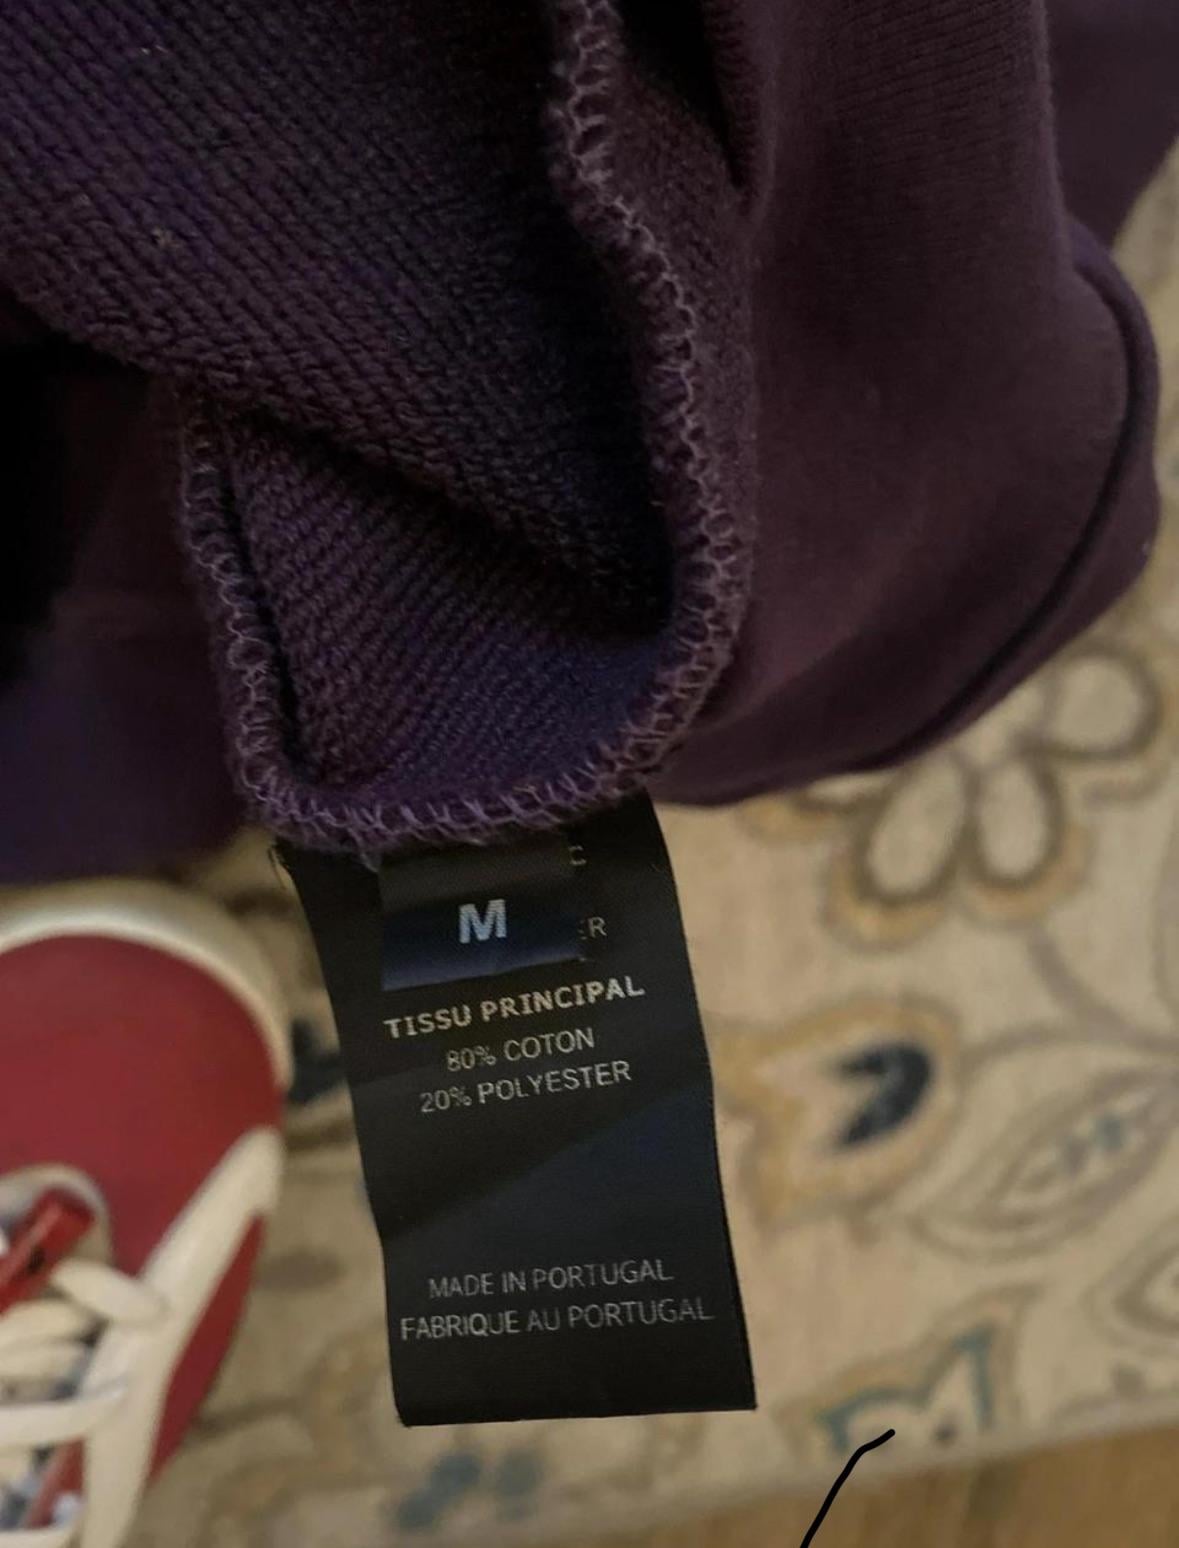 M
TISSU PRINCIPAL
80% COTON
20% POLYESTER
MADE IN PORTUGAL
FABRIQUE AU PORTUGAL